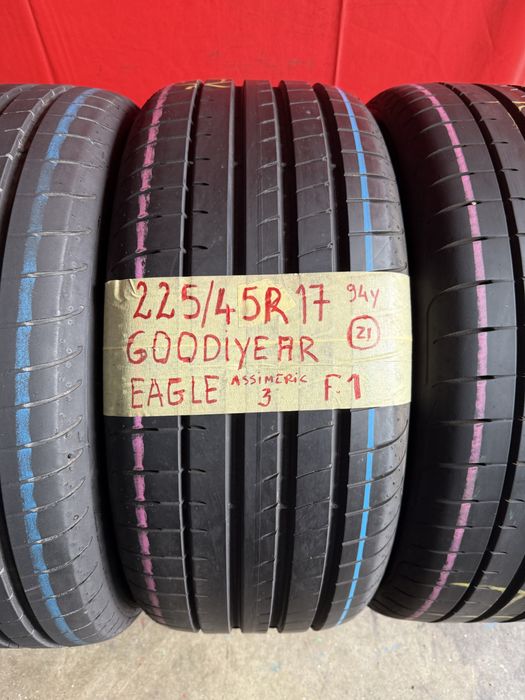 225/45R17 94Y
GOODIYEAR 21
EAGLE ASSIMERIC 3 F1